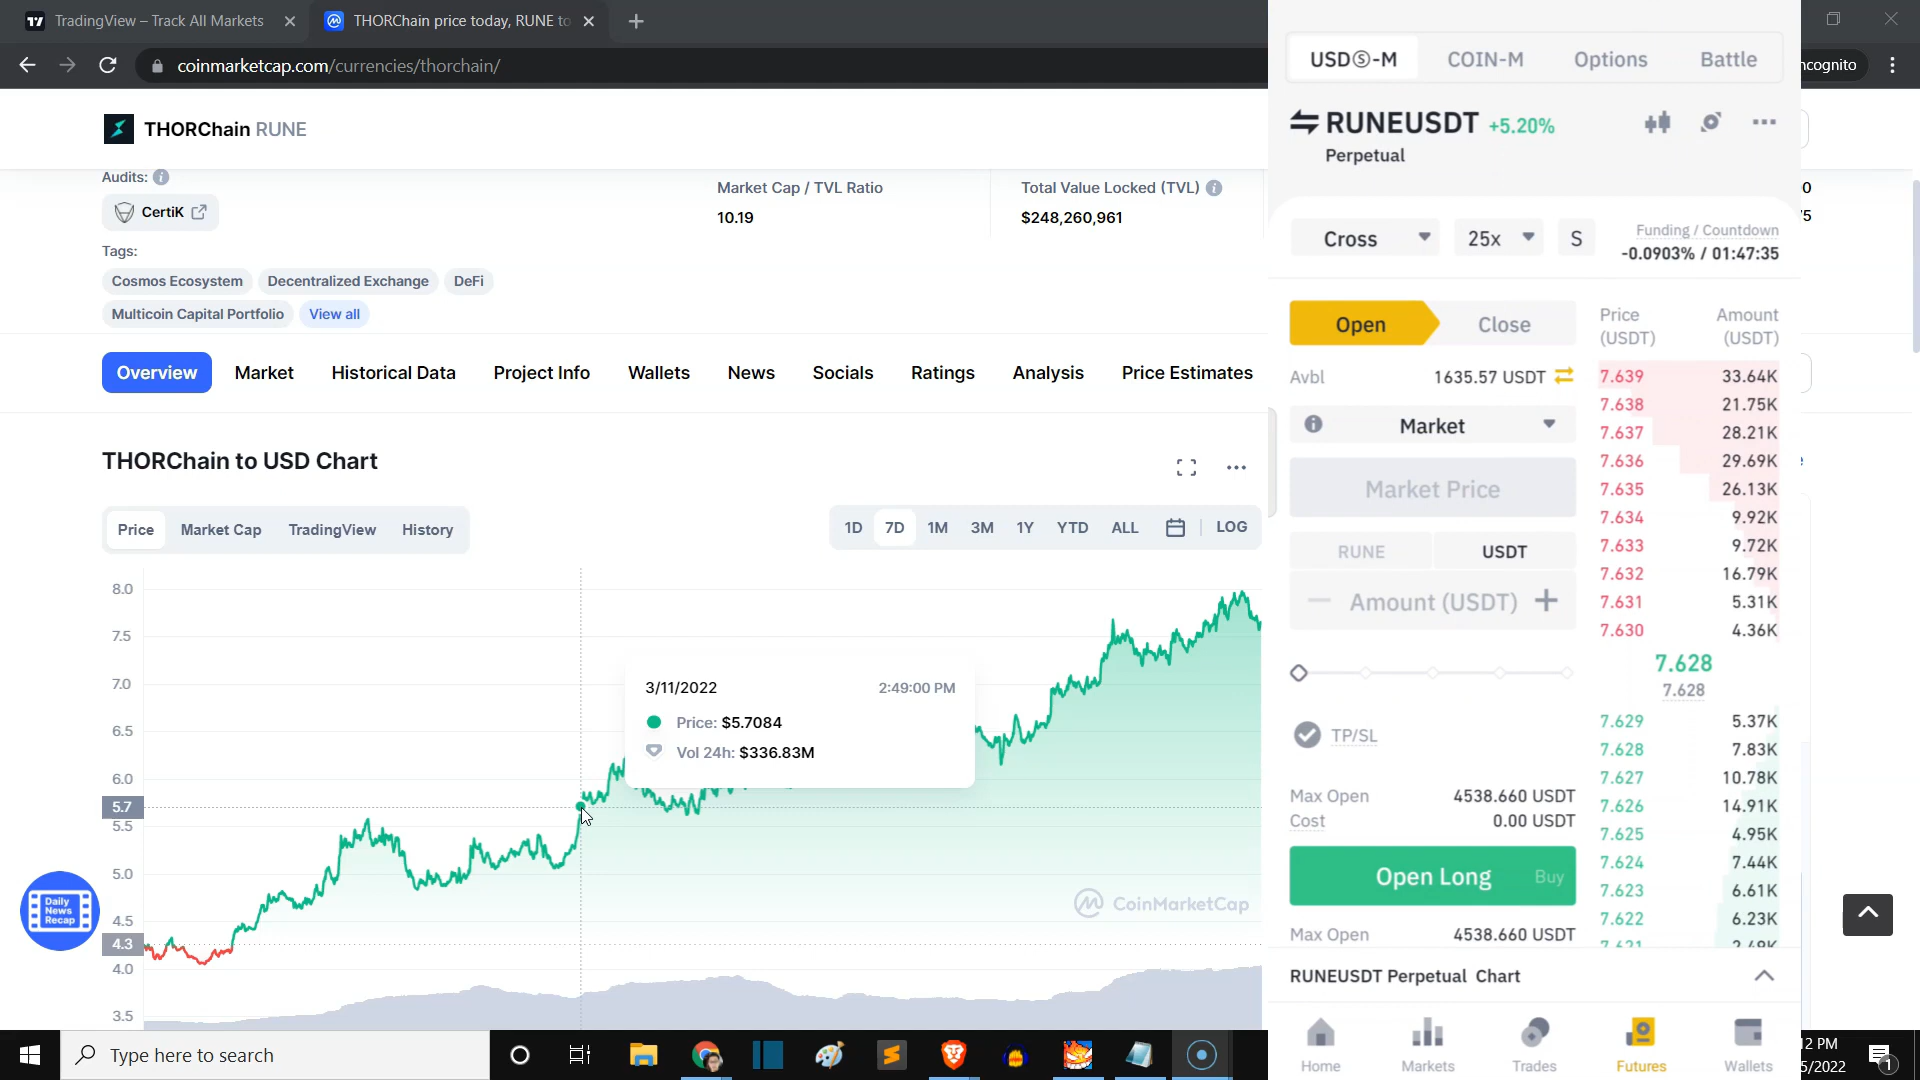 TradingView – Track All Markets
THORChain price today, RUNE to
coinmarketcap.com/currencies/thorchain/
THORChain RUNE
Audits:
CertiK
Tags:
Cosmos Ecosystem
Decentralized Exchange
DeFi
Multicoin Capital Portfolio
View all
Market Cap / TVL Ratio
10.19
Total Value Locked (TVL)
$248,260,961
Overview
Market
Historical Data
Project Info
Wallets
News
Socials
Ratings
Analysis
Price Estimates
THORChain to USD Chart
Price
Market Cap
TradingView
History
1D
7D
1M
3M
1Y
YTD
ALL
LOG
8.0
7.5
7.0
6.5
6.0
5.7
5.5
5.0
4.5
4.3
4.0
3.5
3/11/2022
2:49:00 PM
Price: $5.7084
Vol 24h: $336.83M
CoinMarketCap
Daily
News
Recap
USDⓈ-M
COIN-M
Options
Battle
RUNEUSDT +5.20%
Perpetual
Cross
25x
S
Funding / Countdown
-0.0903% / 01:47:35
Open
Close
Avbl
1635.57 USDT
Market
Market Price
RUNE
USDT
Amount (USDT)
TP/SL
Max Open
4538.660 USDT
Cost
0.00 USDT
Open Long
Buy
Max Open
4538.660 USDT
Price
(USDT)
Amount
(USDT)
7.639 33.64K
7.638 21.75K
7.637 28.21K
7.636 29.69K
7.635 26.13K
7.634 9.92K
7.633 9.72K
7.632 16.79K
7.631 5.31K
7.630 4.36K
7.628
7.628
7.629 5.37K
7.628 7.83K
7.627 10.78K
7.626 14.91K
7.625 4.95K
7.624 7.44K
7.623 6.61K
7.622 6.23K
RUNEUSDT Perpetual Chart
Home
Markets
Trades
Futures
Wallets
Type here to search
12 PM
5/2022
1